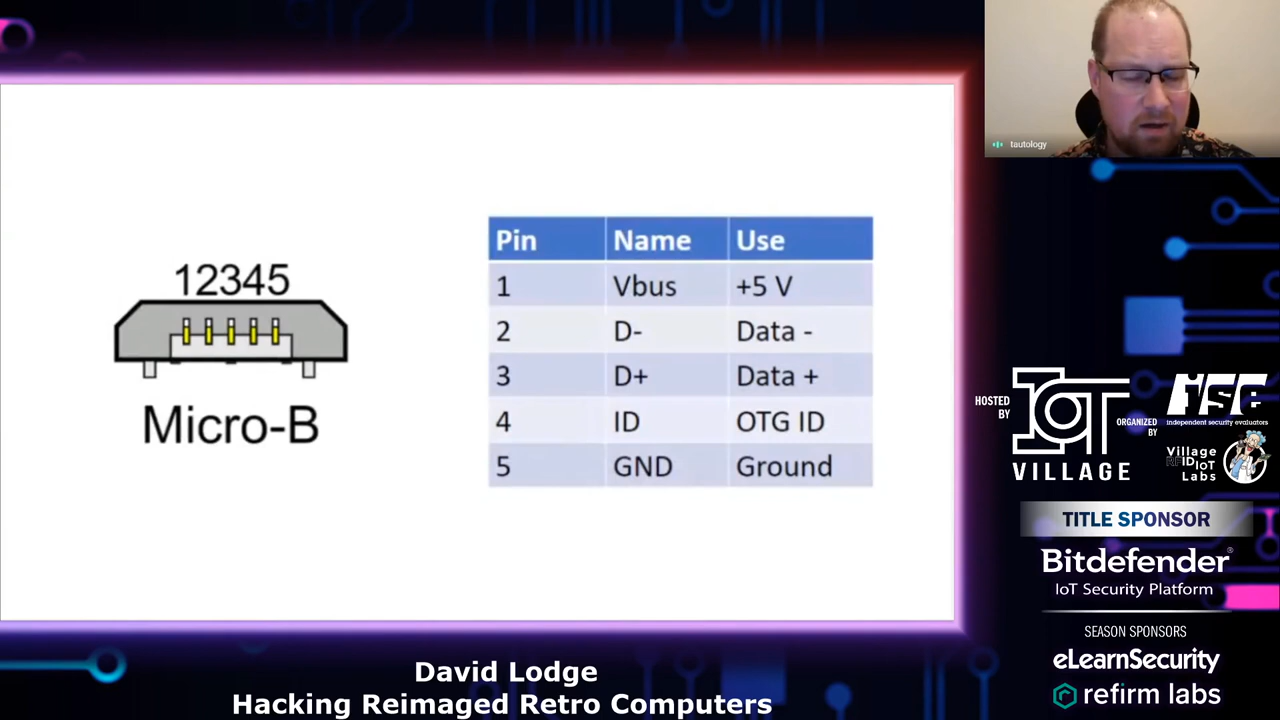 tautology
12345
Micro-B
Pin Name Use
1 Vbus +5 V
2 D- Data -
3 D+ Data +
4 ID OTG ID
5 GND Ground
HOSTED
BY
IOT
VILLAGE
ORGANIZED
BY
ISE
independent security evaluators
Village
RFID IoT
Labs
TITLE SPONSOR
Bitdefender®
IoT Security Platform
SEASON SPONSORS
eLearnSecurity
refirm labs
David Lodge
Hacking Reimaged Retro Computers